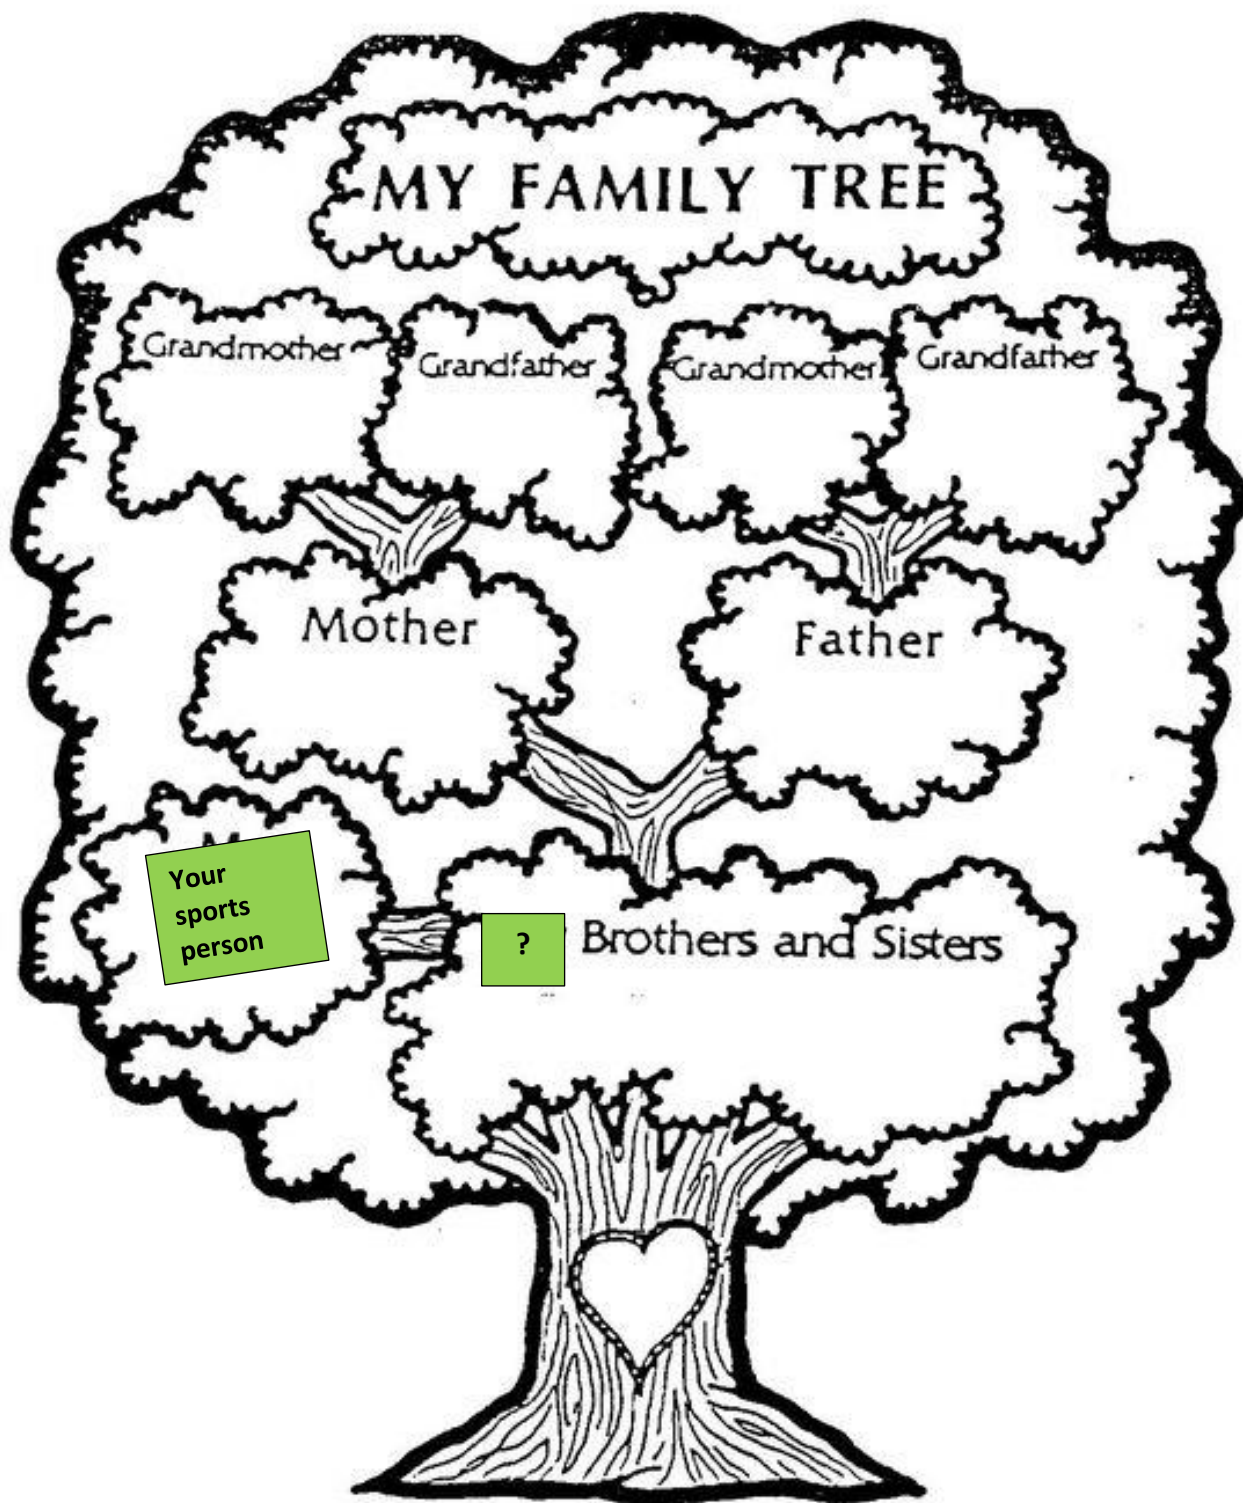 MY FAMILY TREE
Grandmother Grandfather Grandmother Grandfather
Mother Father
Your
sports
person
? Brothers and Sisters